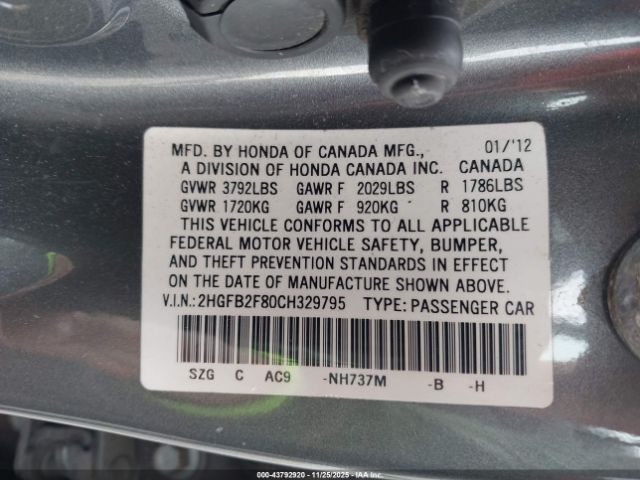 MFD. BY HONDA OF CANADA MFG., 01/'12
A DIVISION OF HONDA CANADA INC. CANADA
GVWR 3792LBS GAWR F 2029LBS R 1786LBS
GVWR 1720KG GAWR F 920KG R 810KG
THIS VEHICLE CONFORMS TO ALL APPLICABLE
FEDERAL MOTOR VEHICLE SAFETY, BUMPER,
AND THEFT PREVENTION STANDARDS IN EFFECT
ON THE DATE OF MANUFACTURE SHOWN ABOVE.
V.I.N.: 2HGFB2F80CH329795 TYPE: PASSENGER CAR
SZG C AC9 -NH737M -B -H
© IAA 00-43792920 - 11/25/2025 - IAAI.COM